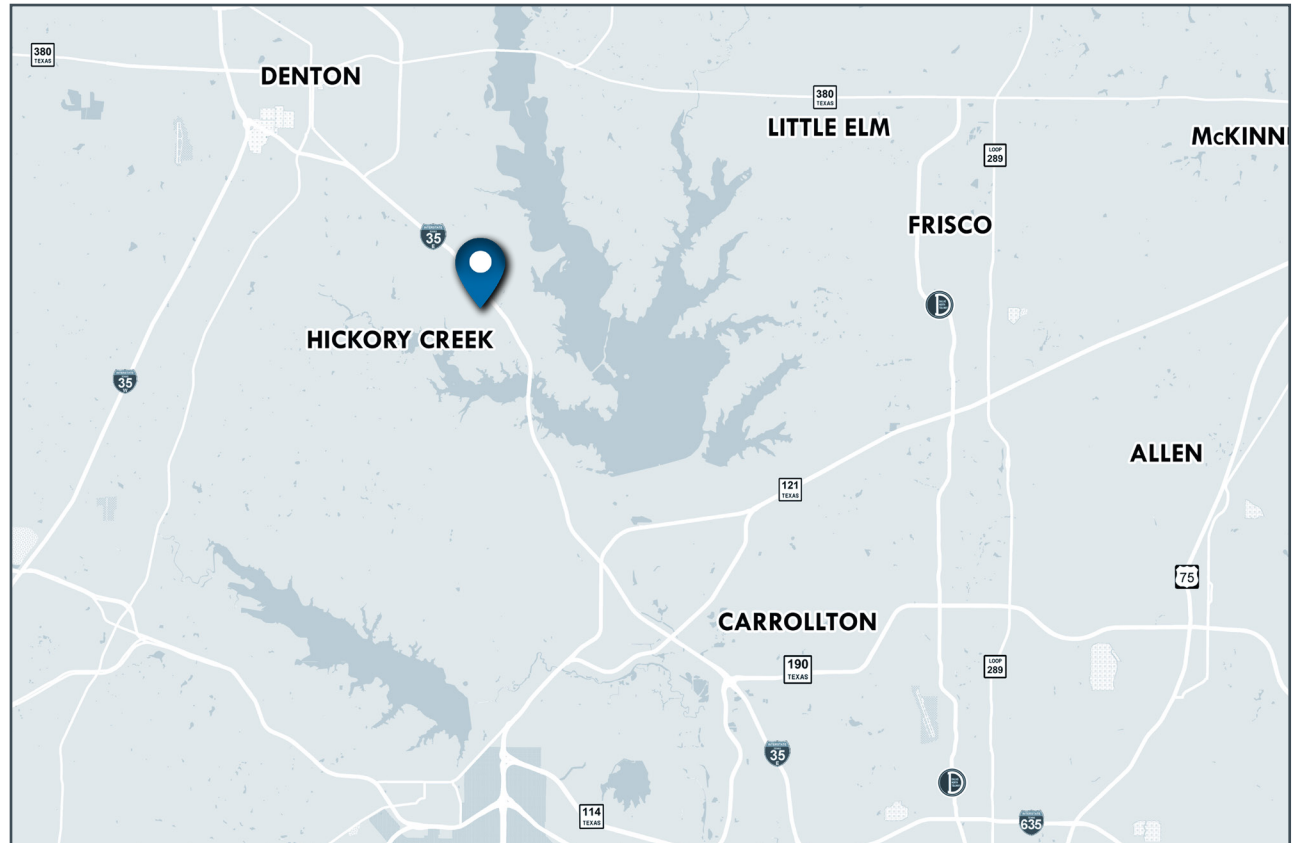 380
TEXAS
DENTON
380
TEXAS
LITTLE ELM
McKINN
LOOP
289
FRISCO
35
HICKORY CREEK
35
ALLEN
121
TEXAS
75
CARROLLTON
190
TEXAS
LOOP
289
35
D
D
114
TEXAS
635